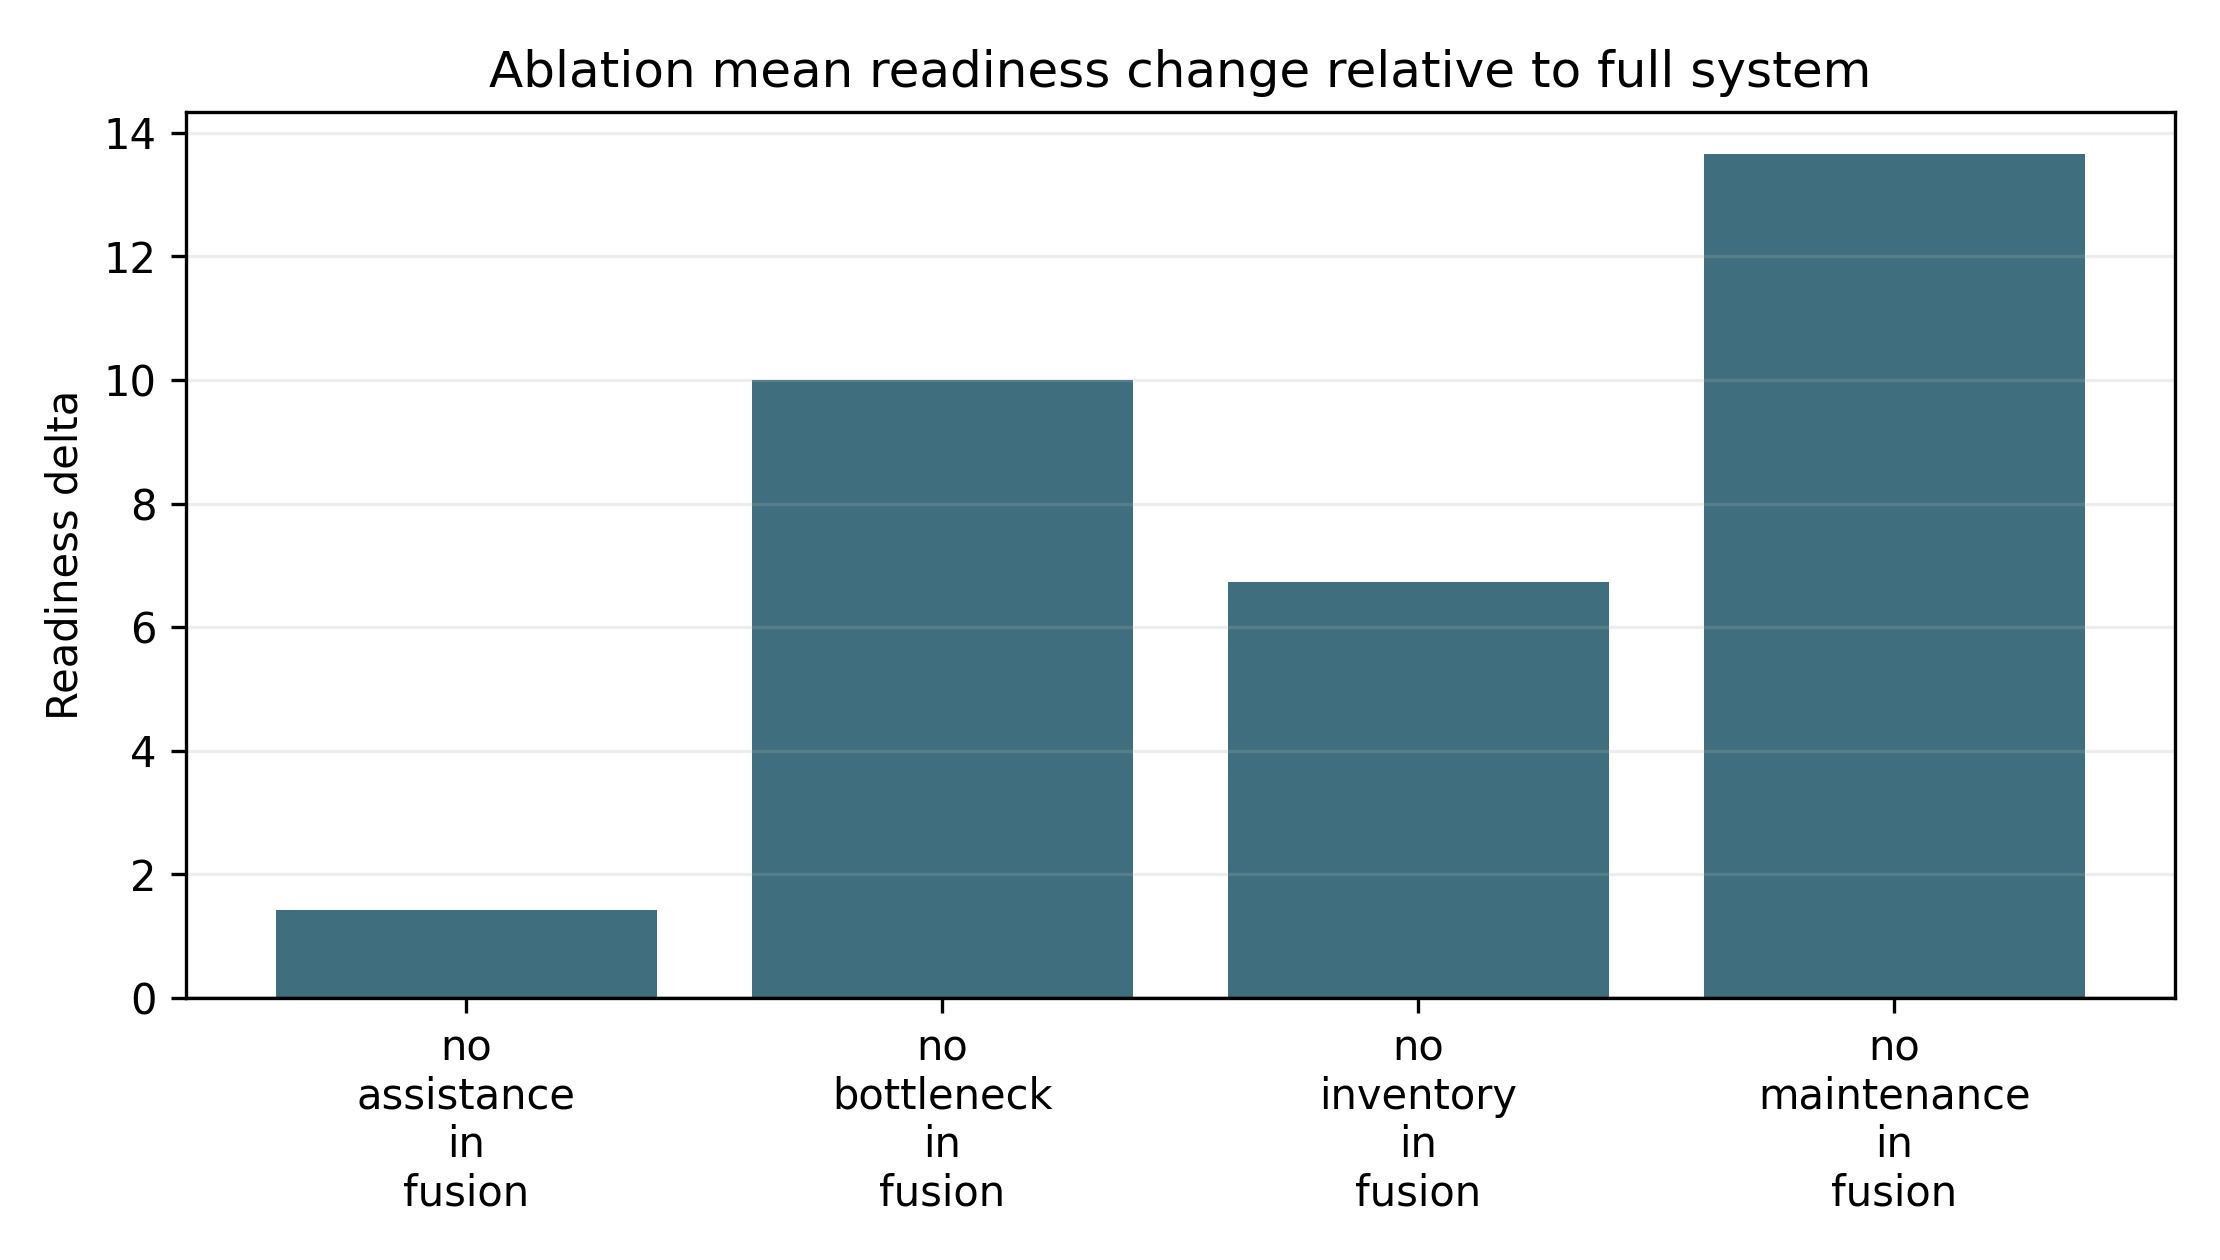 Ablation mean readiness change relative to full system
14
12
10
8
6
4
2
0
Readiness delta
no
assistance
in
fusion
no
bottleneck
in
fusion
no
inventory
in
fusion
no
maintenance
in
fusion